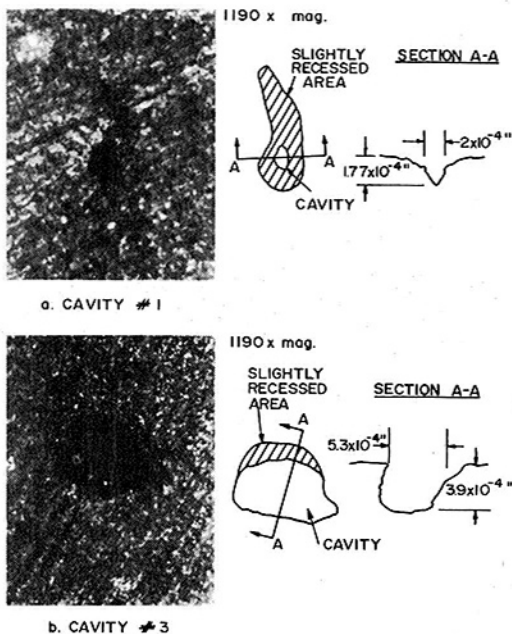 1190 x mag.
SLIGHTLY
RECESSED
AREA
SECTION A-A
2x10⁻⁴"
A
A
1.77x10⁻⁴"
CAVITY
a. CAVITY #1
1190x mag.
SLIGHTLY
RECESSED
AREA
SECTION A-A
5.3x10⁻⁴"
A
3.9x10⁻⁴"
A
CAVITY
b. CAVITY #3